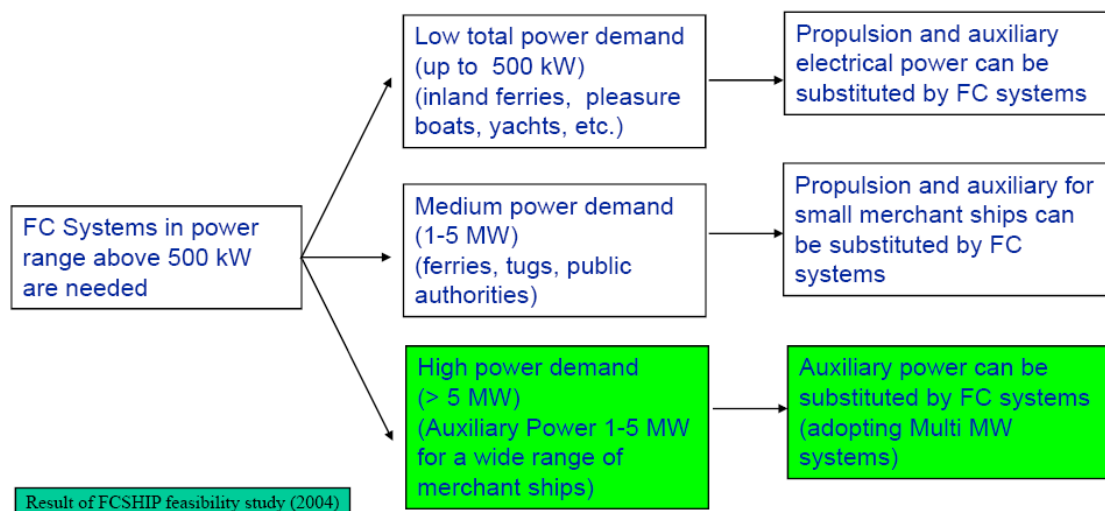 Low total power demand
(up to 500 kW)
(inland ferries, pleasure
boats, yachts, etc.)
Propulsion and auxiliary
electrical power can be
substituted by FC systems
FC Systems in power
range above 500 kW
are needed
Medium power demand
(1-5 MW)
(ferries, tugs, public
authorities)
Propulsion and auxiliary for
small merchant ships can
be substituted by FC
systems
High power demand
(> 5 MW)
(Auxiliary Power 1-5 MW
for a wide range of
merchant ships)
Auxiliary power can be
substituted by FC systems
(adopting Multi MW
systems)
Result of FCSHIP feasibility study (2004)